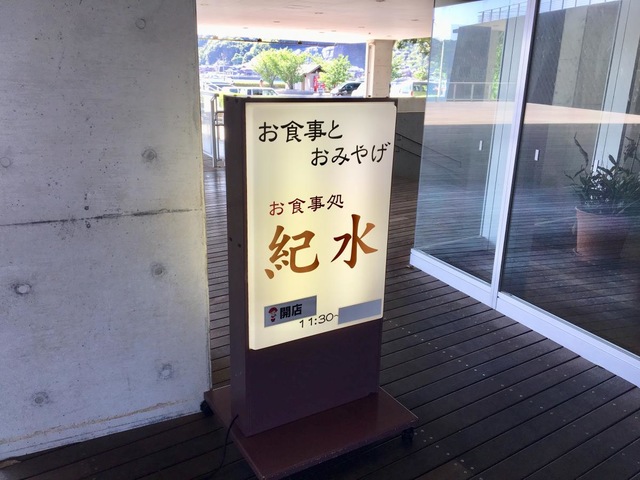 お食事と
おみやげ
お食事処
紀水
開店
11:30~